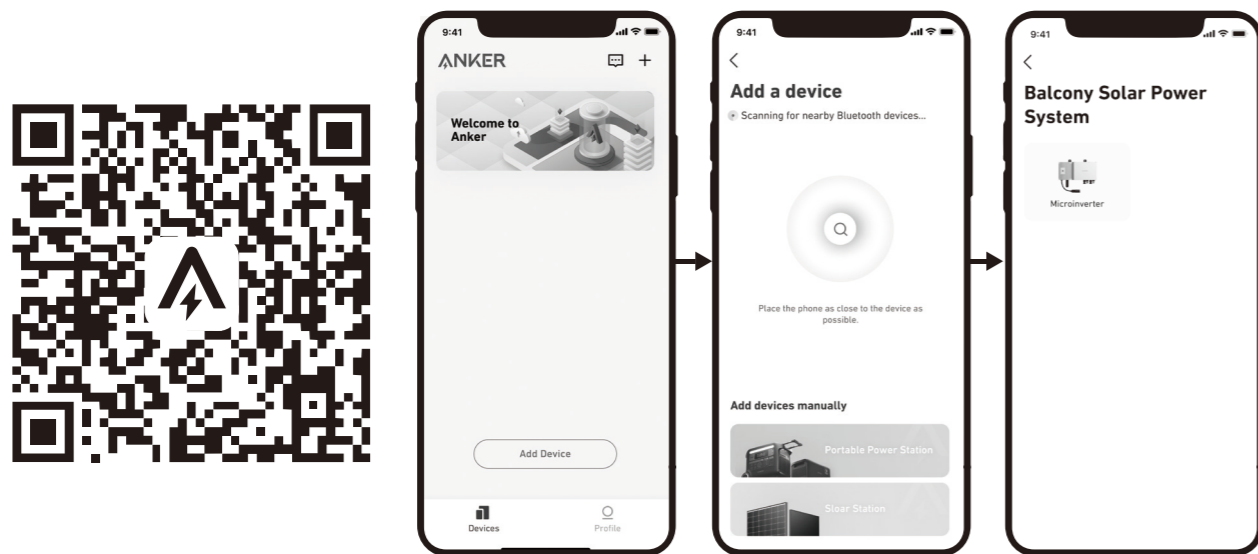 9:41
ANKER
Welcome to
Anker
Add Device
Devices
Profile
9:41
Add a device
Scanning for nearby Bluetooth devices...
Place the phone as close to the device as
possible.
Add devices manually
Portable Power Station
Sloar Station
9:41
Balcony Solar Power
System
Microinverter